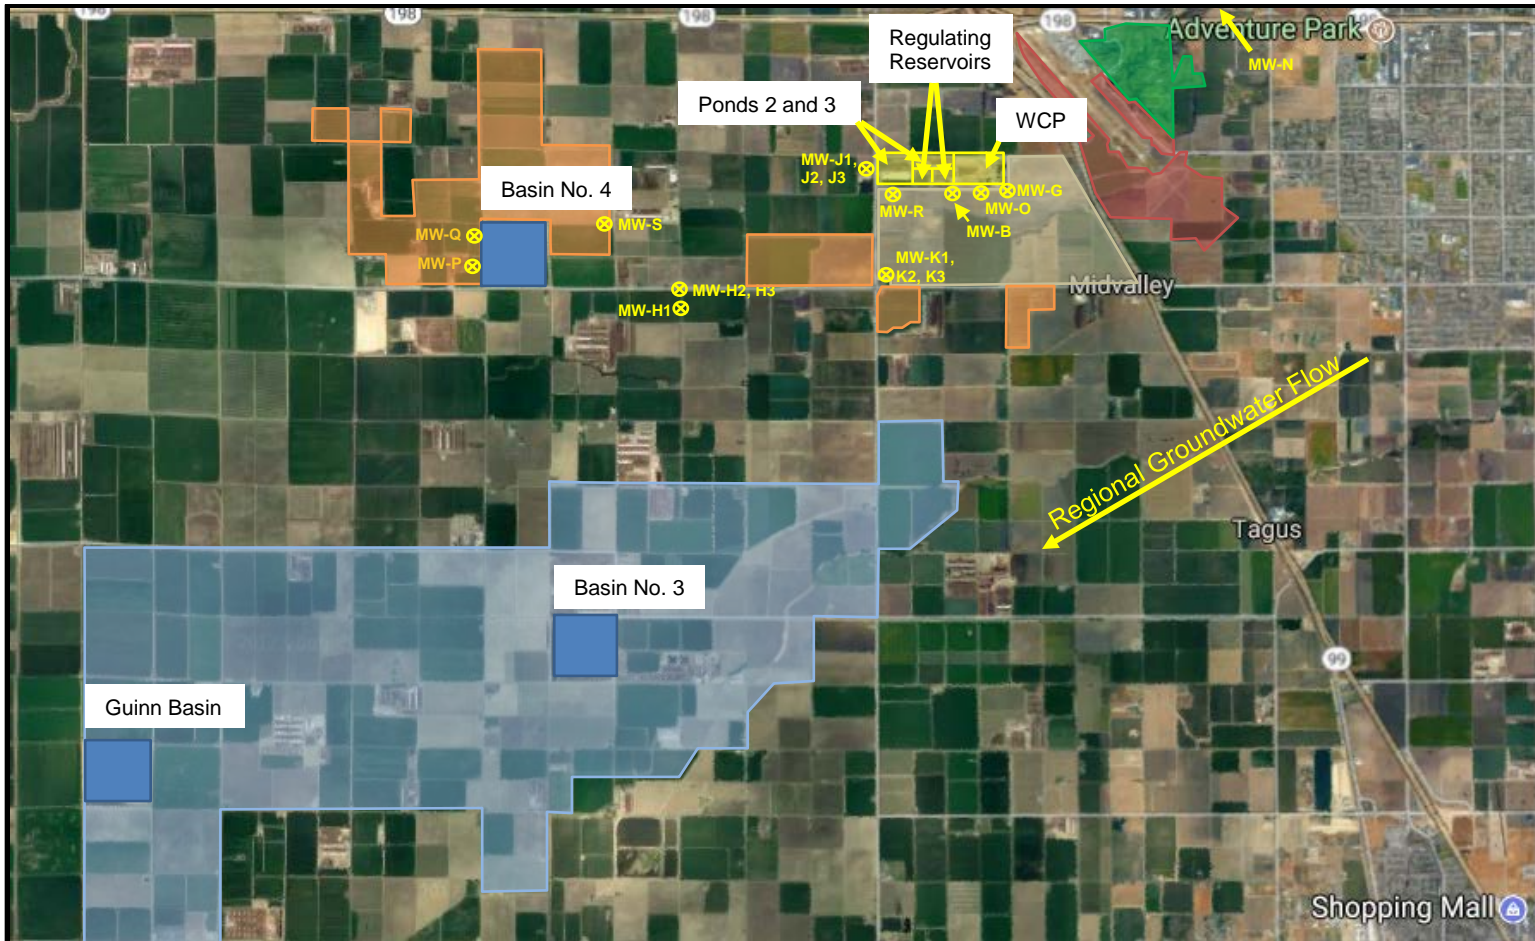 198
198
198
198
Adventure Park
MW-N
Regulating
Reservoirs
Ponds 2 and 3
WCP
MW-J1,
J2, J3
MW-G
MW-R
MW-O
MW-B
Basin No. 4
MW-S
MW-Q
MW-P
MW-K1,
K2, K3
MW-H2, H3
MW-H1
Midvalley
Regional Groundwater Flow
Tagus
Basin No. 3
99
Guinn Basin
Shopping Mall